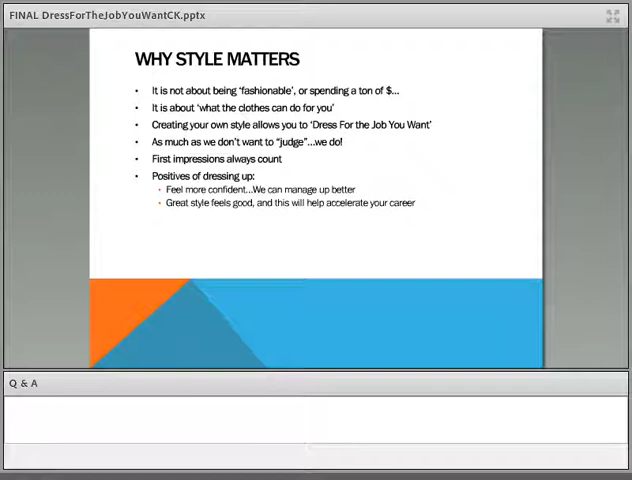 FINAL DressForTheJobYouWantCK.pptx
WHY STYLE MATTERS
• It is not about being 'fashionable', or spending a ton of $...
• It is about 'what the clothes can do for you'
• Creating your own style allows you to 'Dress For the Job You Want'
• As much as we don't want to "judge"...we do!
• First impressions always count
• Positives of dressing up:
• Feel more confident...We can manage up better
• Great style feels good, and this will help accelerate your career
Q & A